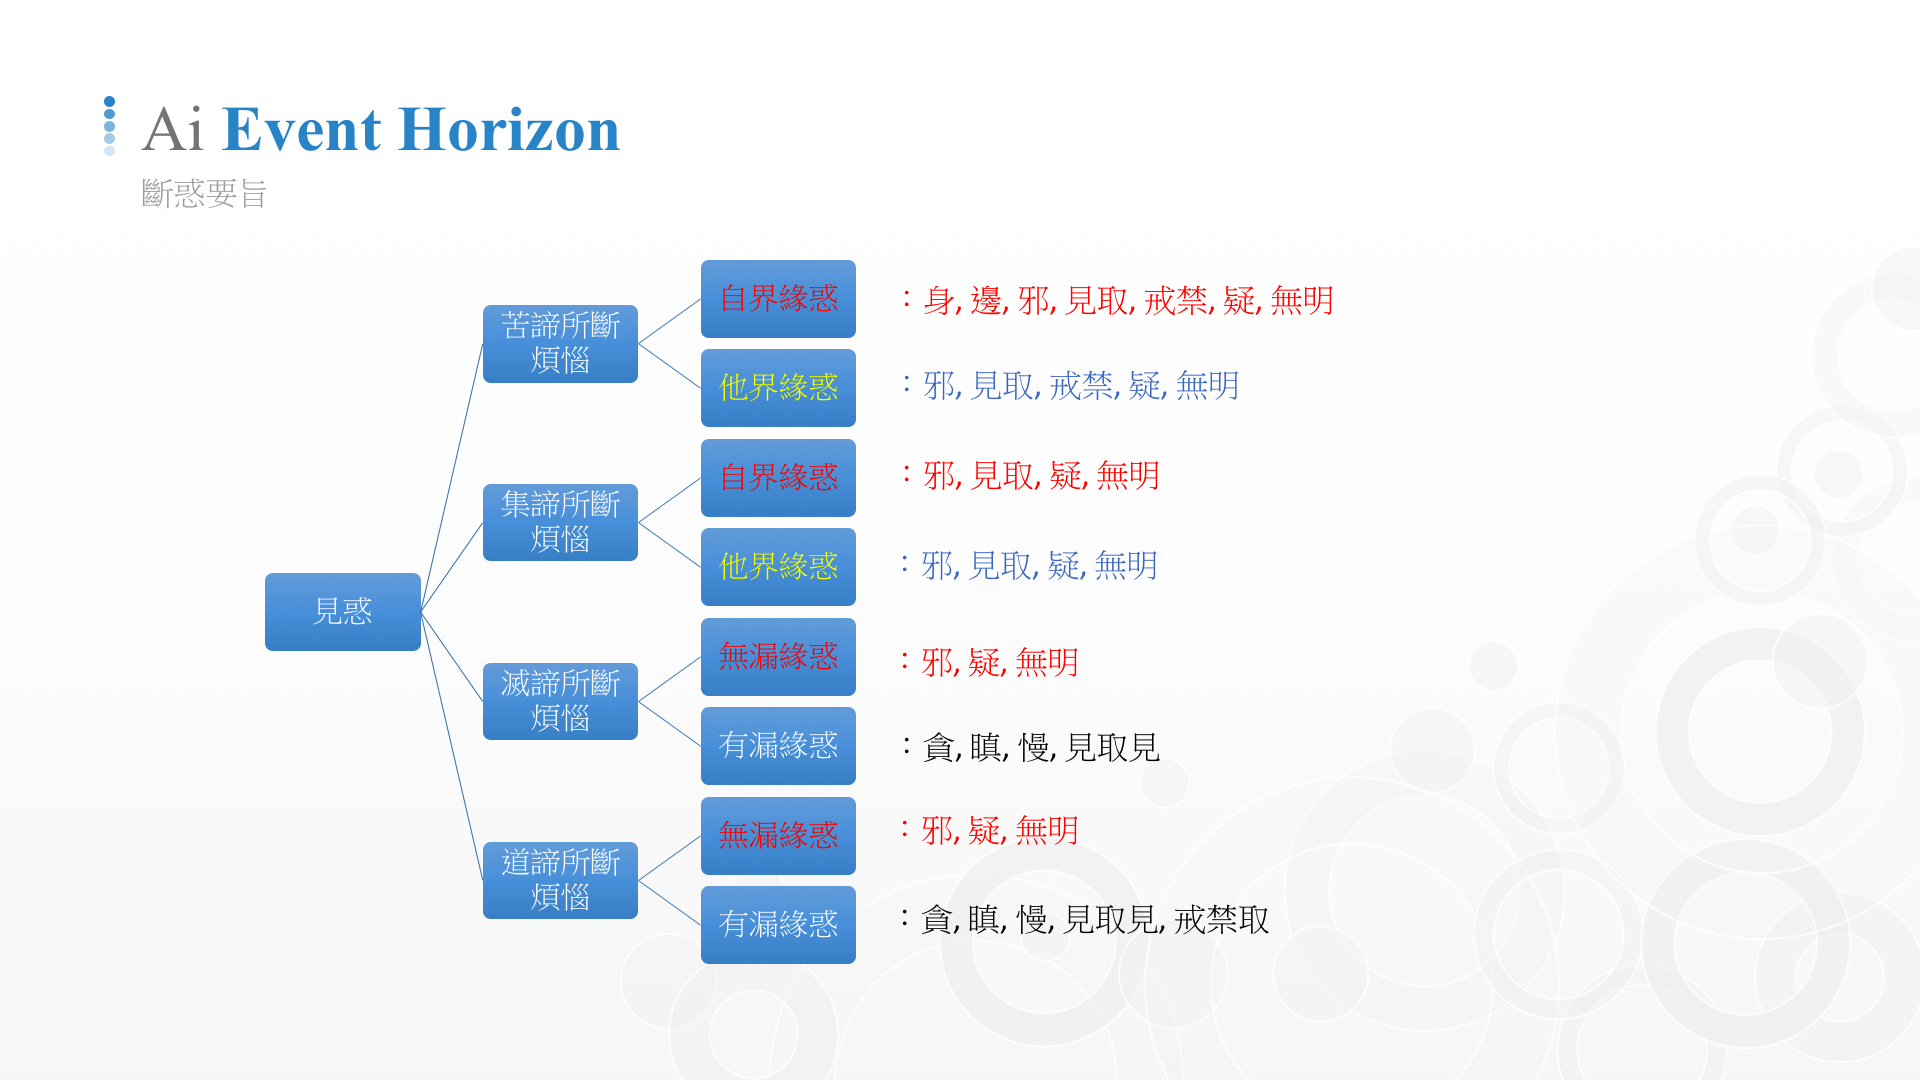 Ai Event Horizon
斷惑要旨
見惑
苦諦所斷
煩惱
自界緣惑
：身, 邊, 邪, 見取, 戒禁, 疑, 無明
他界緣惑
：邪, 見取, 戒禁, 疑, 無明
集諦所斷
煩惱
自界緣惑
：邪, 見取, 疑, 無明
他界緣惑
：邪, 見取, 疑, 無明
滅諦所斷
煩惱
無漏緣惑
：邪, 疑, 無明
有漏緣惑
：貪, 瞋, 慢, 見取見
道諦所斷
煩惱
無漏緣惑
：邪, 疑, 無明
有漏緣惑
：貪, 瞋, 慢, 見取見, 戒禁取